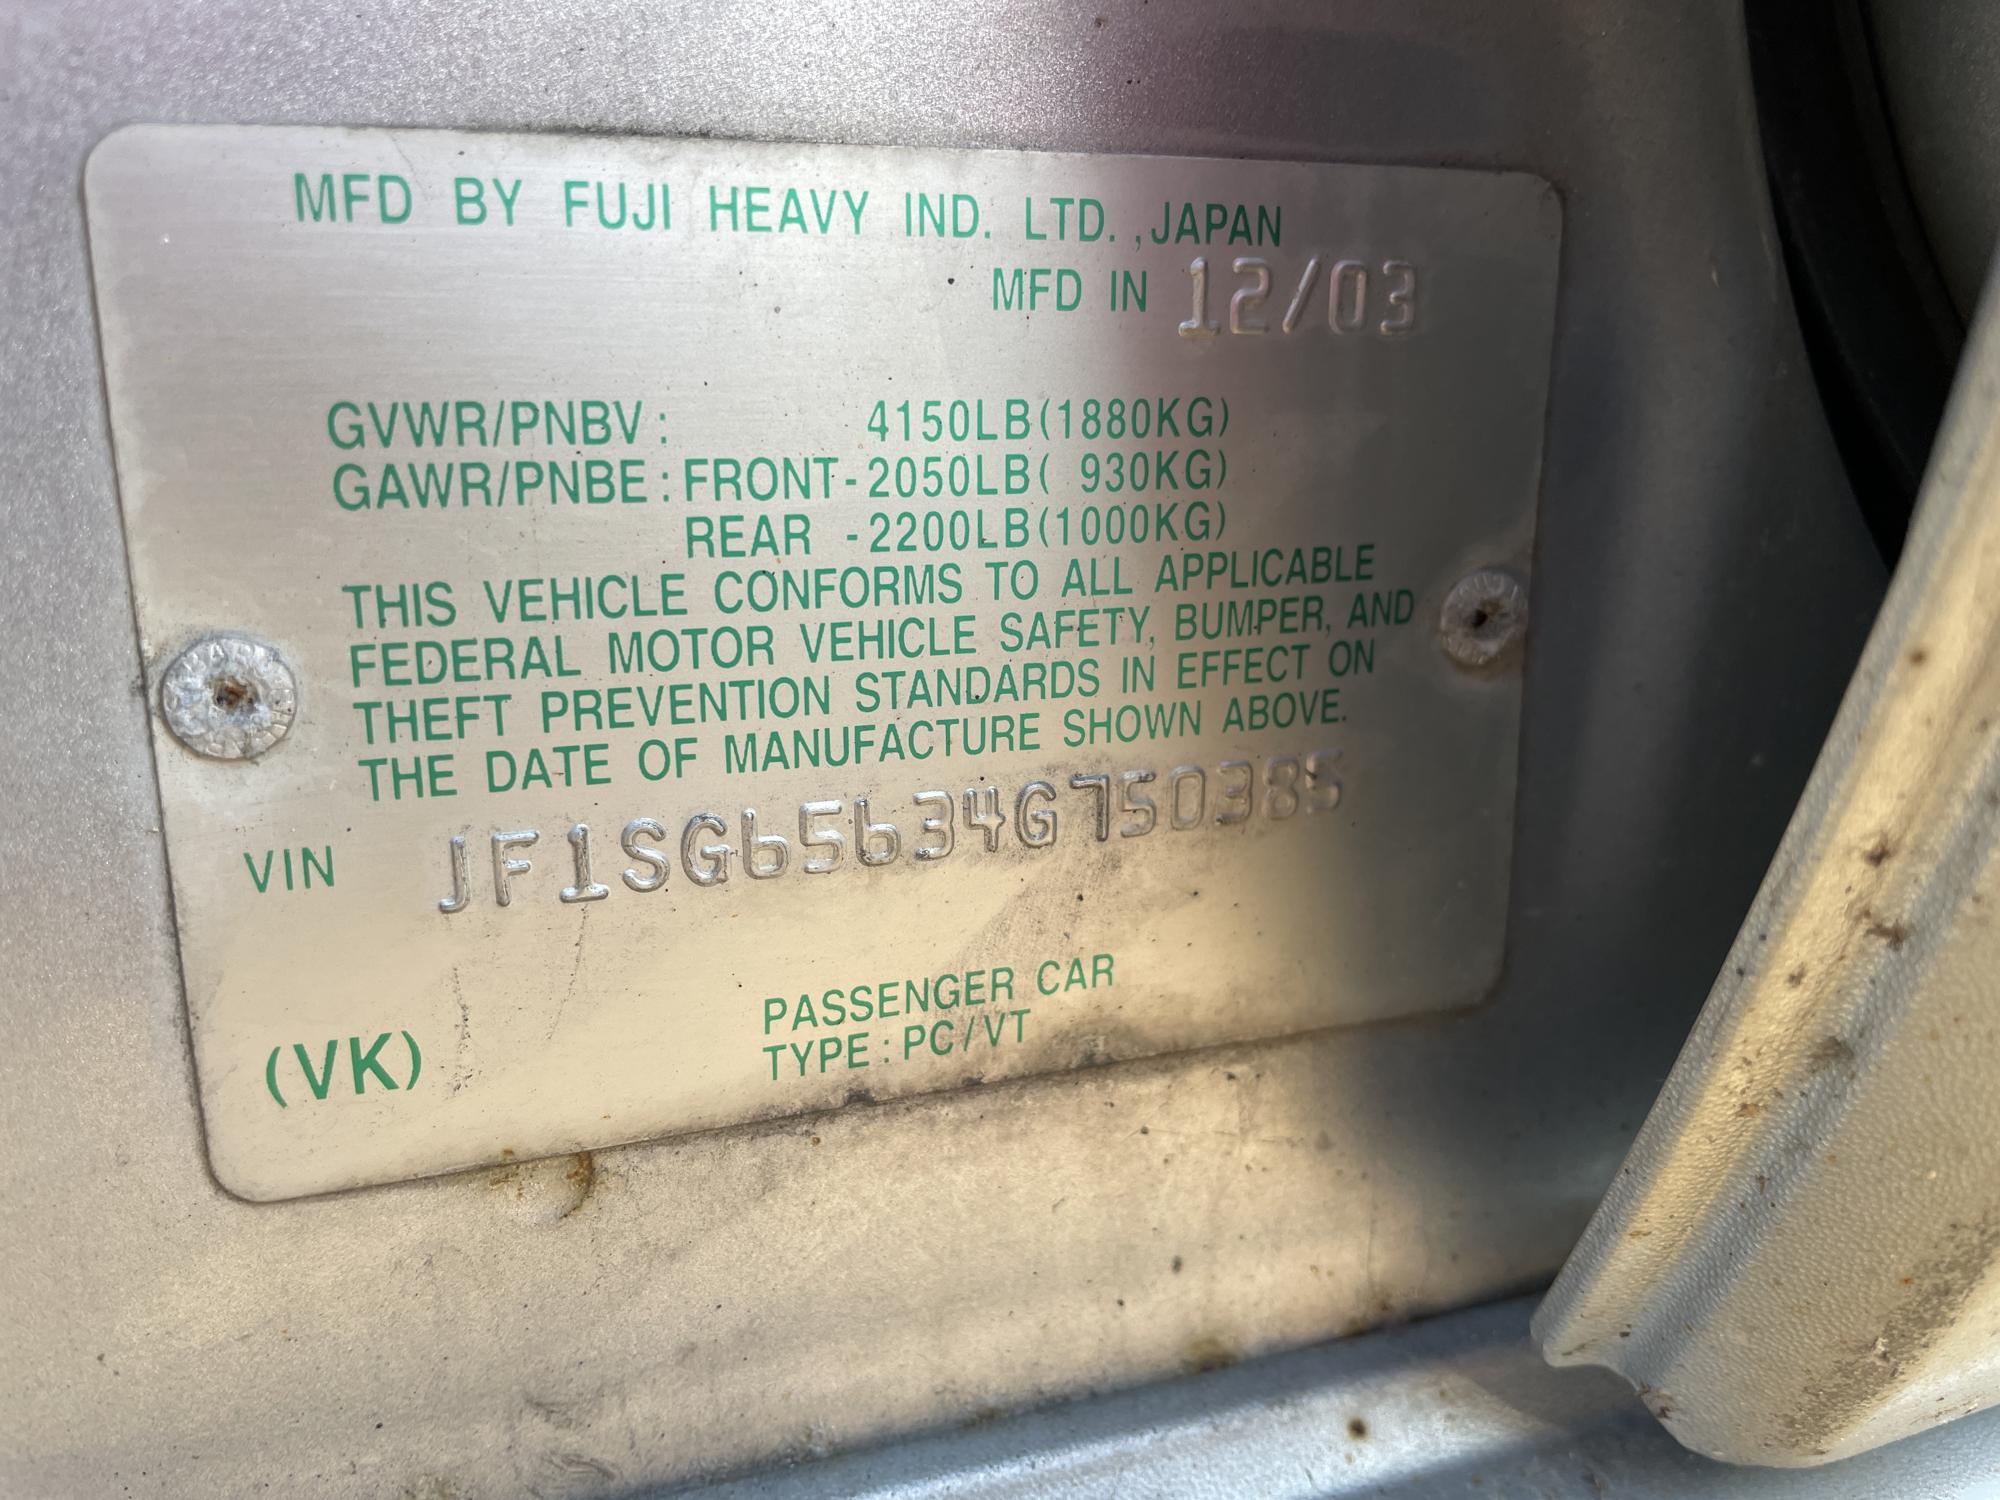 MFD BY FUJI HEAVY IND. LTD. ,JAPAN
MFD IN 12/03
GVWR/PNBV : 4150LB(1880KG)
GAWR/PNBE : FRONT-2050LB( 930KG)
REAR -2200LB(1000KG)
THIS VEHICLE CONFORMS TO ALL APPLICABLE
FEDERAL MOTOR VEHICLE SAFETY, BUMPER, AND
THEFT PREVENTION STANDARDS IN EFFECT ON
THE DATE OF MANUFACTURE SHOWN ABOVE.
VIN JF1SG65634G750385
PASSENGER CAR
(VK) TYPE : PC/VT